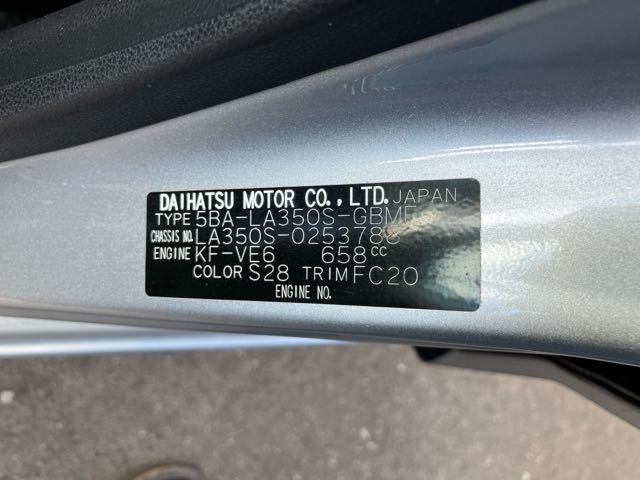 DAIHATSU MOTOR CO.,LTD. JAPAN
TYPE 5BA-LA350S-GBMF
CHASSIS NO. LA350S-0253788
ENGINE KF-VE6 658cc
COLOR S28 TRIM FC20
ENGINE NO.